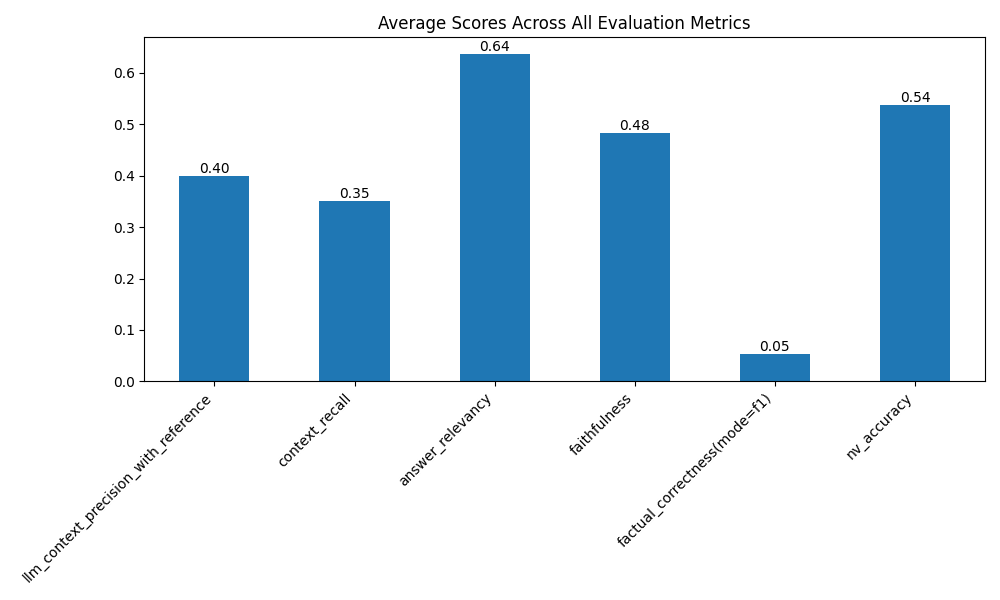 Average Scores Across All Evaluation Metrics
0.64
0.6
0.54
0.5
0.48
0.40
0.4
0.35
0.3
0.2
0.1
0.05
0.0
llm_context_precision_with_reference
context_recall
answer_relevancy
faithfulness
factual_correctness(mode=f1)
nv_accuracy